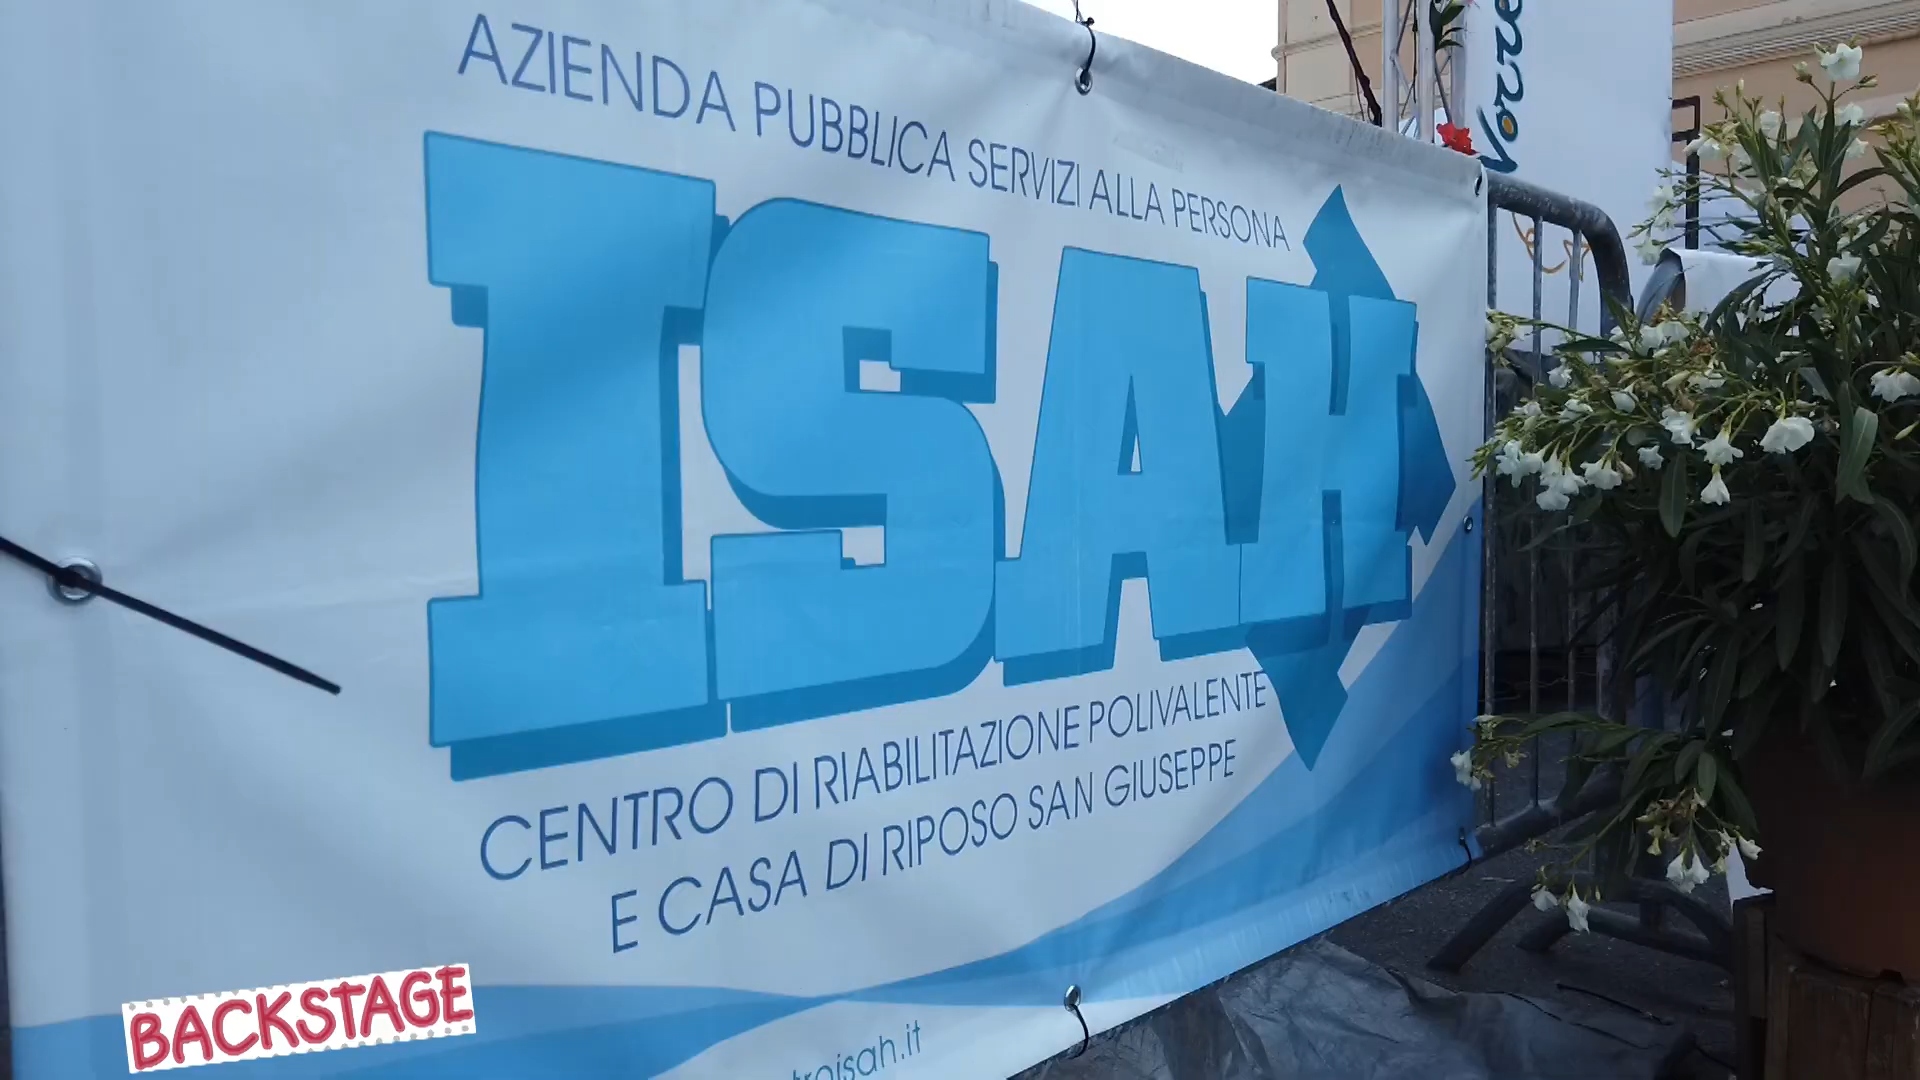 AZIENDA PUBBLICA SERVIZI ALLA PERSONA
ISAH
CENTRO DI RIABILITAZIONE POLIVALENTE
E CASA DI RIPOSO SAN GIUSEPPE
BACKSTAGE